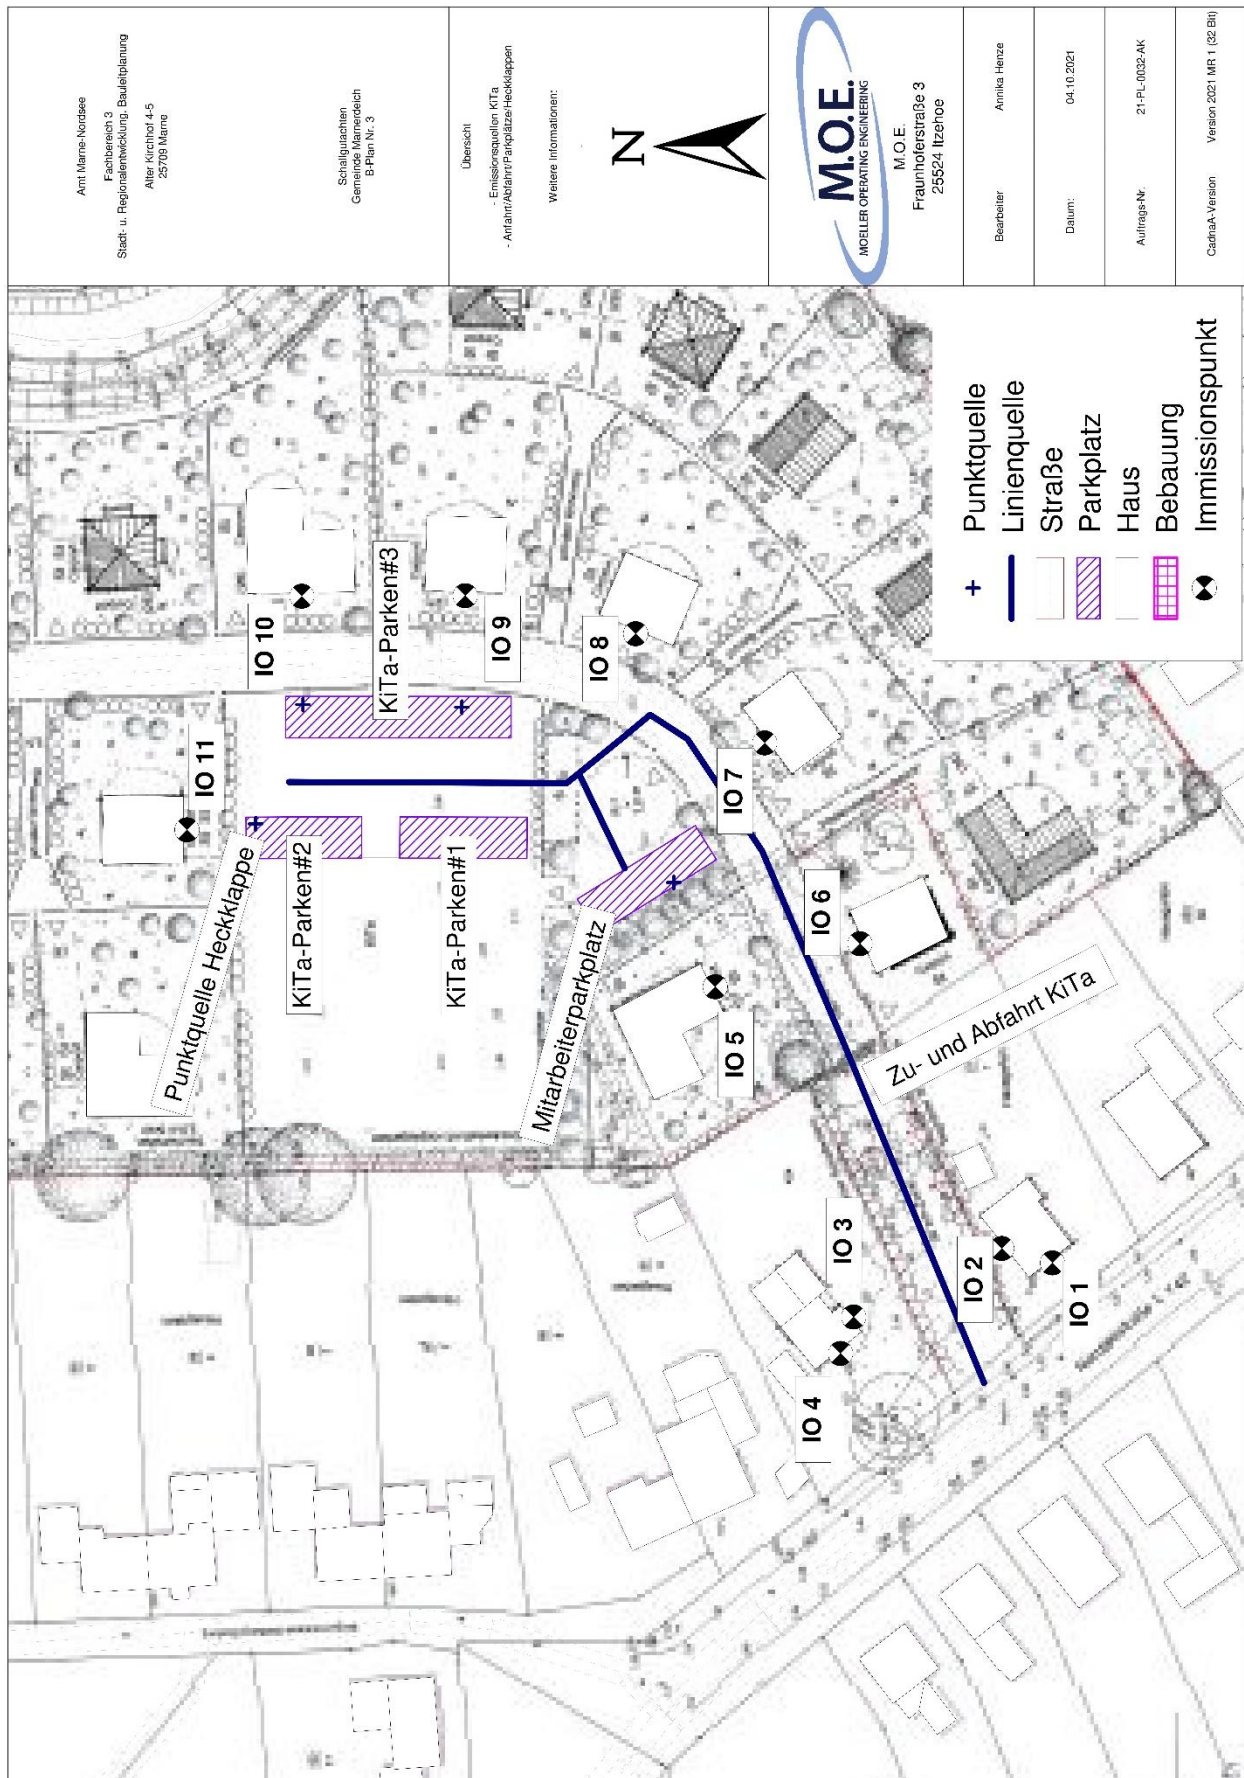 Amt Marne-Nordsee
Fachbereich 3
Stadt- u. Regionalentwicklung, Bauleitplanung
Alter Kirchhof 4-5
25709 Marne
Schallgutachten
Gemeinde Marnerdeich
B-Plan Nr. 3
Übersicht
- Emissionsquellen KiTa
- Anfahrt/Abfahrt/Parkplätze/Heckklappen
Weitere Informationen:
N
M.O.E.
MOELLER OPERATING ENGINEERING
M.O.E.
Fraunhoferstraße 3
25524 Itzehoe
Bearbeiter
Annika Henze
Datum:
04.10.2021
Auftrags-Nr.
21-PL-0032-AK
CadnaA-Version
Version 2021 MR 1 (32 Bit)
Punktquelle
Linienquelle
Straße
Parkplatz
Haus
Bebauung
Immissionspunkt
IO 11
IO 10
Punktquelle Heckklappe
KiTa-Parken#2
KiTa-Parken#3
KiTa-Parken#1
IO 9
IO 8
Mitarbeiterparkplatz
IO 7
IO 5
IO 6
Zu- und Abfahrt KiTa
IO 3
IO 4
IO 2
IO 1